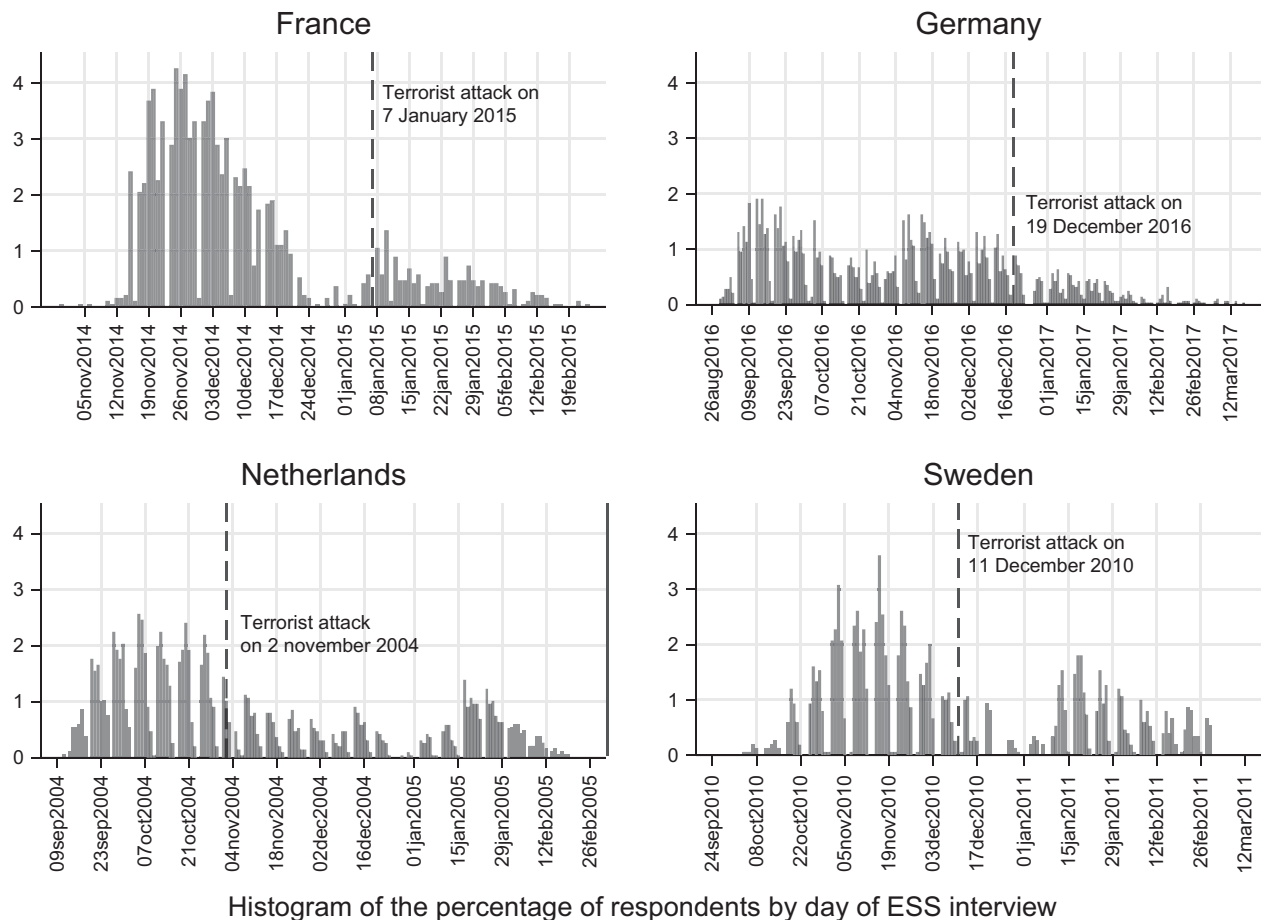 France
4
3
2
1
0
Terrorist attack on
7 January 2015
05nov2014
12nov2014
19nov2014
26nov2014
03dec2014
10dec2014
17dec2014
24dec2014
01jan2015
08jan2015
15jan2015
22jan2015
29jan2015
05feb2015
12feb2015
19feb2015
Germany
4
3
2
1
0
Terrorist attack on
19 December 2016
26aug2016
09sep2016
23sep2016
07oct2016
21oct2016
04nov2016
18nov2016
02dec2016
16dec2016
01jan2017
15jan2017
29jan2017
12feb2017
26feb2017
12mar2017
Netherlands
4
3
2
1
0
Terrorist attack
on 2 november 2004
09sep2004
23sep2004
07oct2004
21oct2004
04nov2004
18nov2004
02dec2004
16dec2004
01jan2005
15jan2005
29jan2005
12feb2005
26feb2005
Sweden
4
3
2
1
0
Terrorist attack on
11 December 2010
24sep2010
08oct2010
22oct2010
05nov2010
19nov2010
03dec2010
17dec2010
01jan2011
15jan2011
29jan2011
12feb2011
26feb2011
12mar2011
Histogram of the percentage of respondents by day of ESS interview